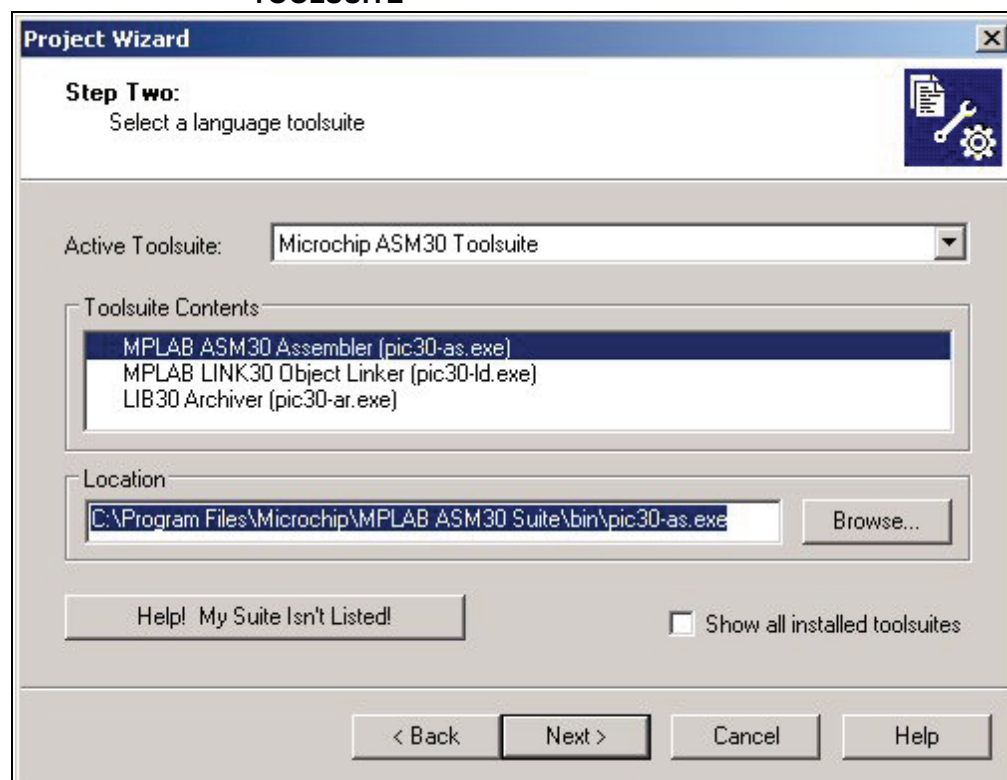 TOOLSUITE
Project Wizard
Step Two:
Select a language toolsuite
Active Toolsuite:
Microchip ASM30 Toolsuite
Toolsuite Contents
MPLAB ASM30 Assembler (pic30-as.exe)
MPLAB LINK30 Object Linker (pic30-ld.exe)
LIB30 Archiver (pic30-ar.exe)
Location
C:\Program Files\Microchip\MPLAB ASM30 Suite\bin\pic30-as.exe
Browse...
Help! My Suite Isn't Listed!
Show all installed toolsuites
< Back
Next >
Cancel
Help